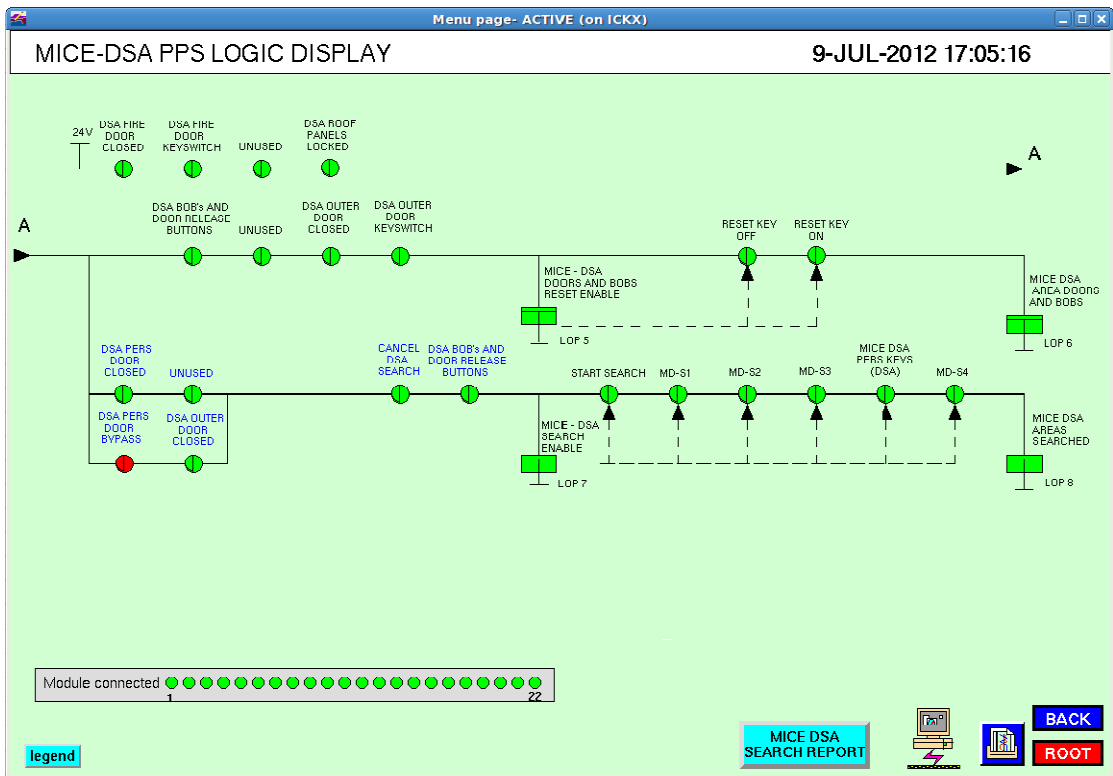 Menu page- ACTIVE (on ICKX)
MICE-DSA PPS LOGIC DISPLAY
9-JUL-2012 17:05:16
24V
DSA FIRE
DOOR
CLOSED
DSA FIRE
DOOR
KEYSWITCH
UNUSED
DSA ROOF
PANELS
LOCKED
A
A
DSA BOB's AND
DOOR RELEASE
BUTTONS
UNUSED
DSA OUTER
DOOR
CLOSED
DSA OUTER
DOOR
KEYSWITCH
RESET KEY
OFF
RESET KEY
ON
MICE - DSA
DOORS AND BOBS
RESET ENABLE
LOP 5
MICE DSA
AREA DOORS
AND BOBS
LOP 6
DSA PERS
DOOR
CLOSED
UNUSED
CANCEL
DSA
SEARCH
DSA BOB's AND
DOOR RELEASE
BUTTONS
START SEARCH
MD-S1
MD-S2
MD-S3
MICE DSA
PERS KEYS
(DSA)
MD-S4
DSA PERS
DOOR
BYPASS
DSA OUTER
DOOR
CLOSED
MICE - DSA
SEARCH
ENABLE
LOP 7
MICE DSA
AREAS
SEARCHED
LOP 8
Module connected
1
22
legend
MICE DSA
SEARCH REPORT
BACK
ROOT